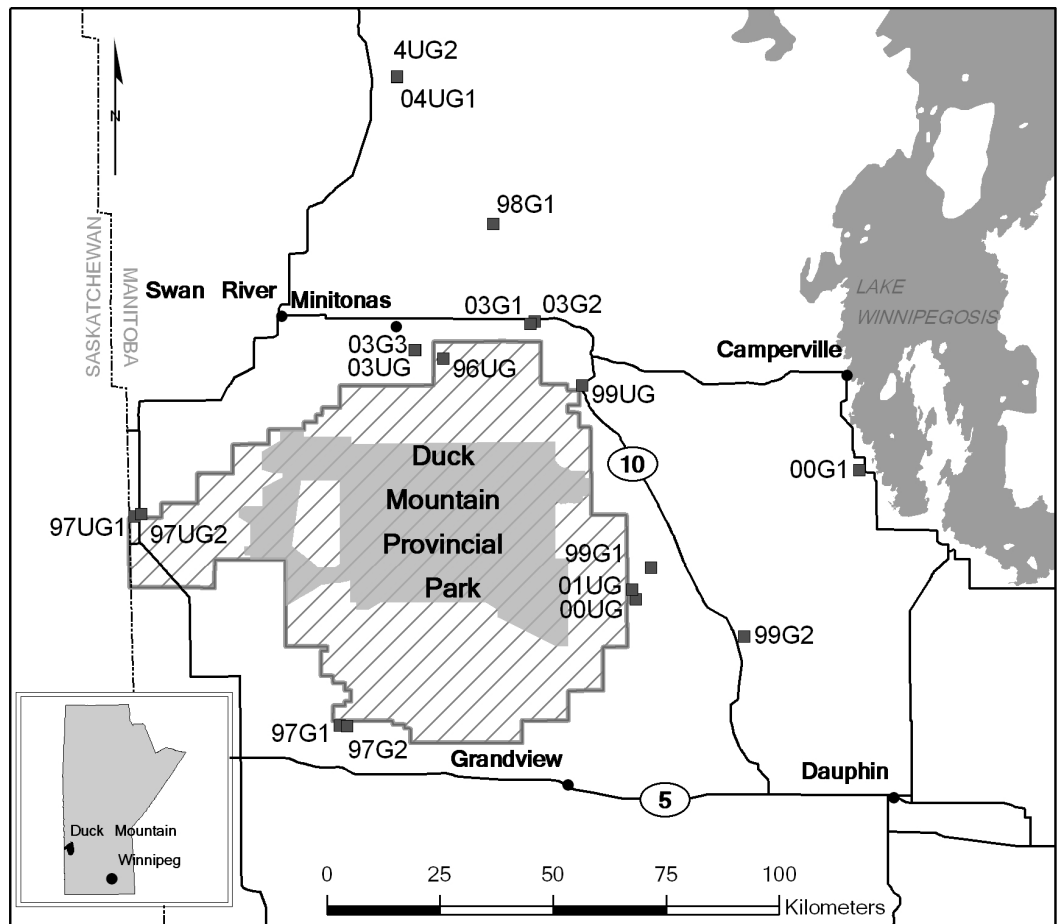 4UG2
04UG1
N
98G1
SASKATCHEWAN
MANITOBA
Swan River
Minitonas
03G1
03G2
LAKE
WINNIPEGOSIS
03G3
03UG
96UG
Camperville
99UG
Duck
Mountain
Provincial
Park
10
00G1
97UG1
97UG2
99G1
01UG
00UG
99G2
97G1
97G2
Grandview
Dauphin
5
Duck Mountain
Winnipeg
0 25 50 75 100
Kilometers